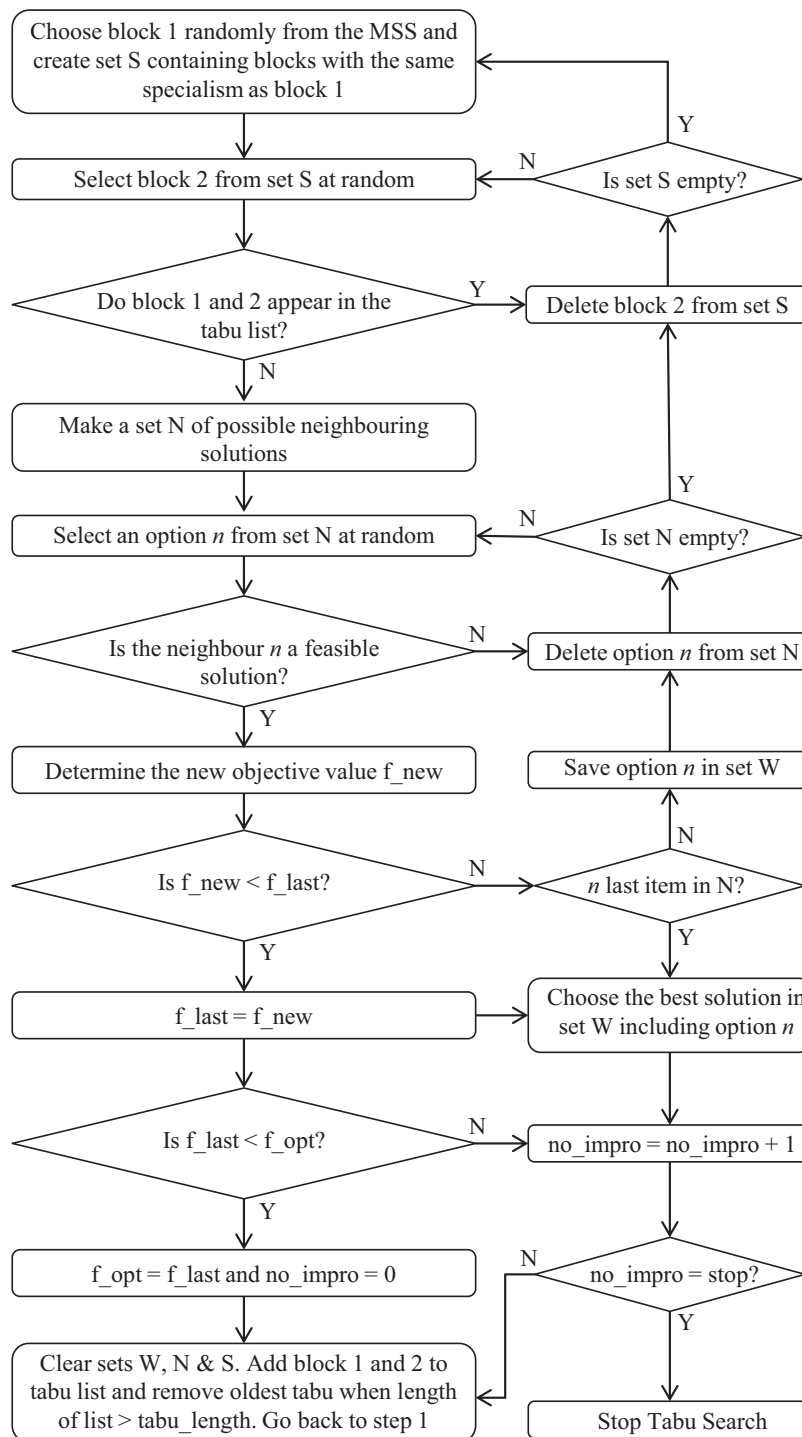 Choose block 1 randomly from the MSS and
create set S containing blocks with the same
specialism as block 1
Y
N
Select block 2 from set S at random
Is set S empty?
Do block 1 and 2 appear in the
tabu list?
Y
Delete block 2 from set S
N
Make a set N of possible neighbouring
solutions
Y
N
Select an option n from set N at random
Is set N empty?
Is the neighbour n a feasible
solution?
N
Delete option n from set N
Y
Determine the new objective value f_new
Save option n in set W
N
Is f_new < f_last?
N
n last item in N?
Y
Y
f_last = f_new
Choose the best solution in
set W including option n
Is f_last < f_opt?
N
no_impro = no_impro + 1
Y
N
f_opt = f_last and no_impro = 0
no_impro = stop?
Y
Clear sets W, N & S. Add block 1 and 2 to
tabu list and remove oldest tabu when length
of list > tabu_length. Go back to step 1
Stop Tabu Search